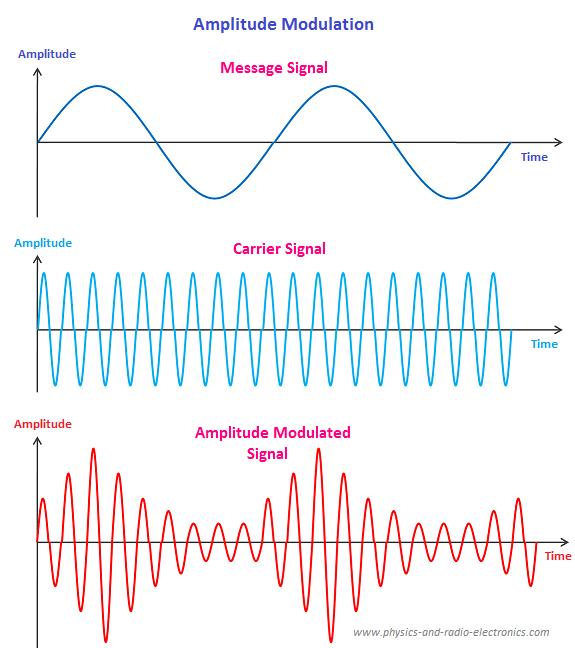 Amplitude Modulation
Amplitude
Message Signal
Time
Amplitude
Carrier Signal
Time
Amplitude
Amplitude Modulated
Signal
Time
www.physics-and-radio-electronics.com